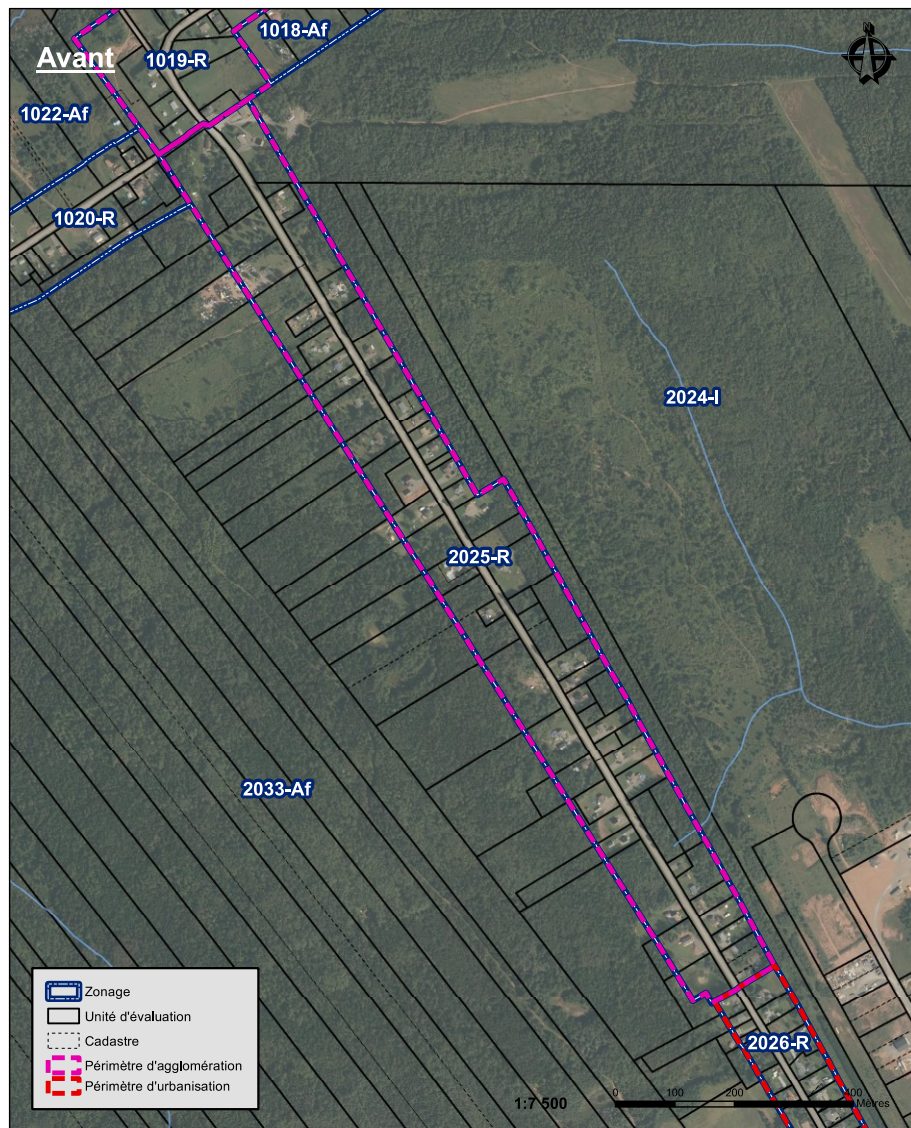 Avant
1018-Af
1019-R
N
1022-Af
1020-R
2024-I
2025-R
2033-Af
2026-R
Zonage
Unité d'évaluation
Cadastre
Périmètre d'agglomération
Périmètre d'urbanisation
1:7 500
0 100 200 400
Mètres